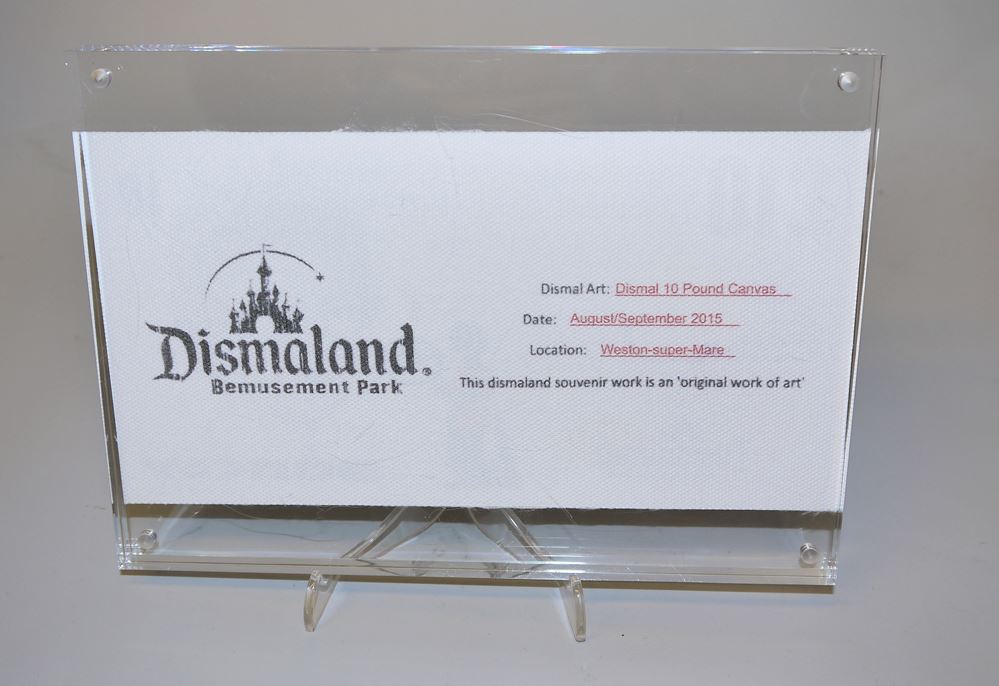 Dismaland®
Bemusement Park
Dismal Art: Dismal 10 Pound Canvas
Date: August/September 2015
Location: Weston-super-Mare
This dismaland souvenir work is an 'original work of art'